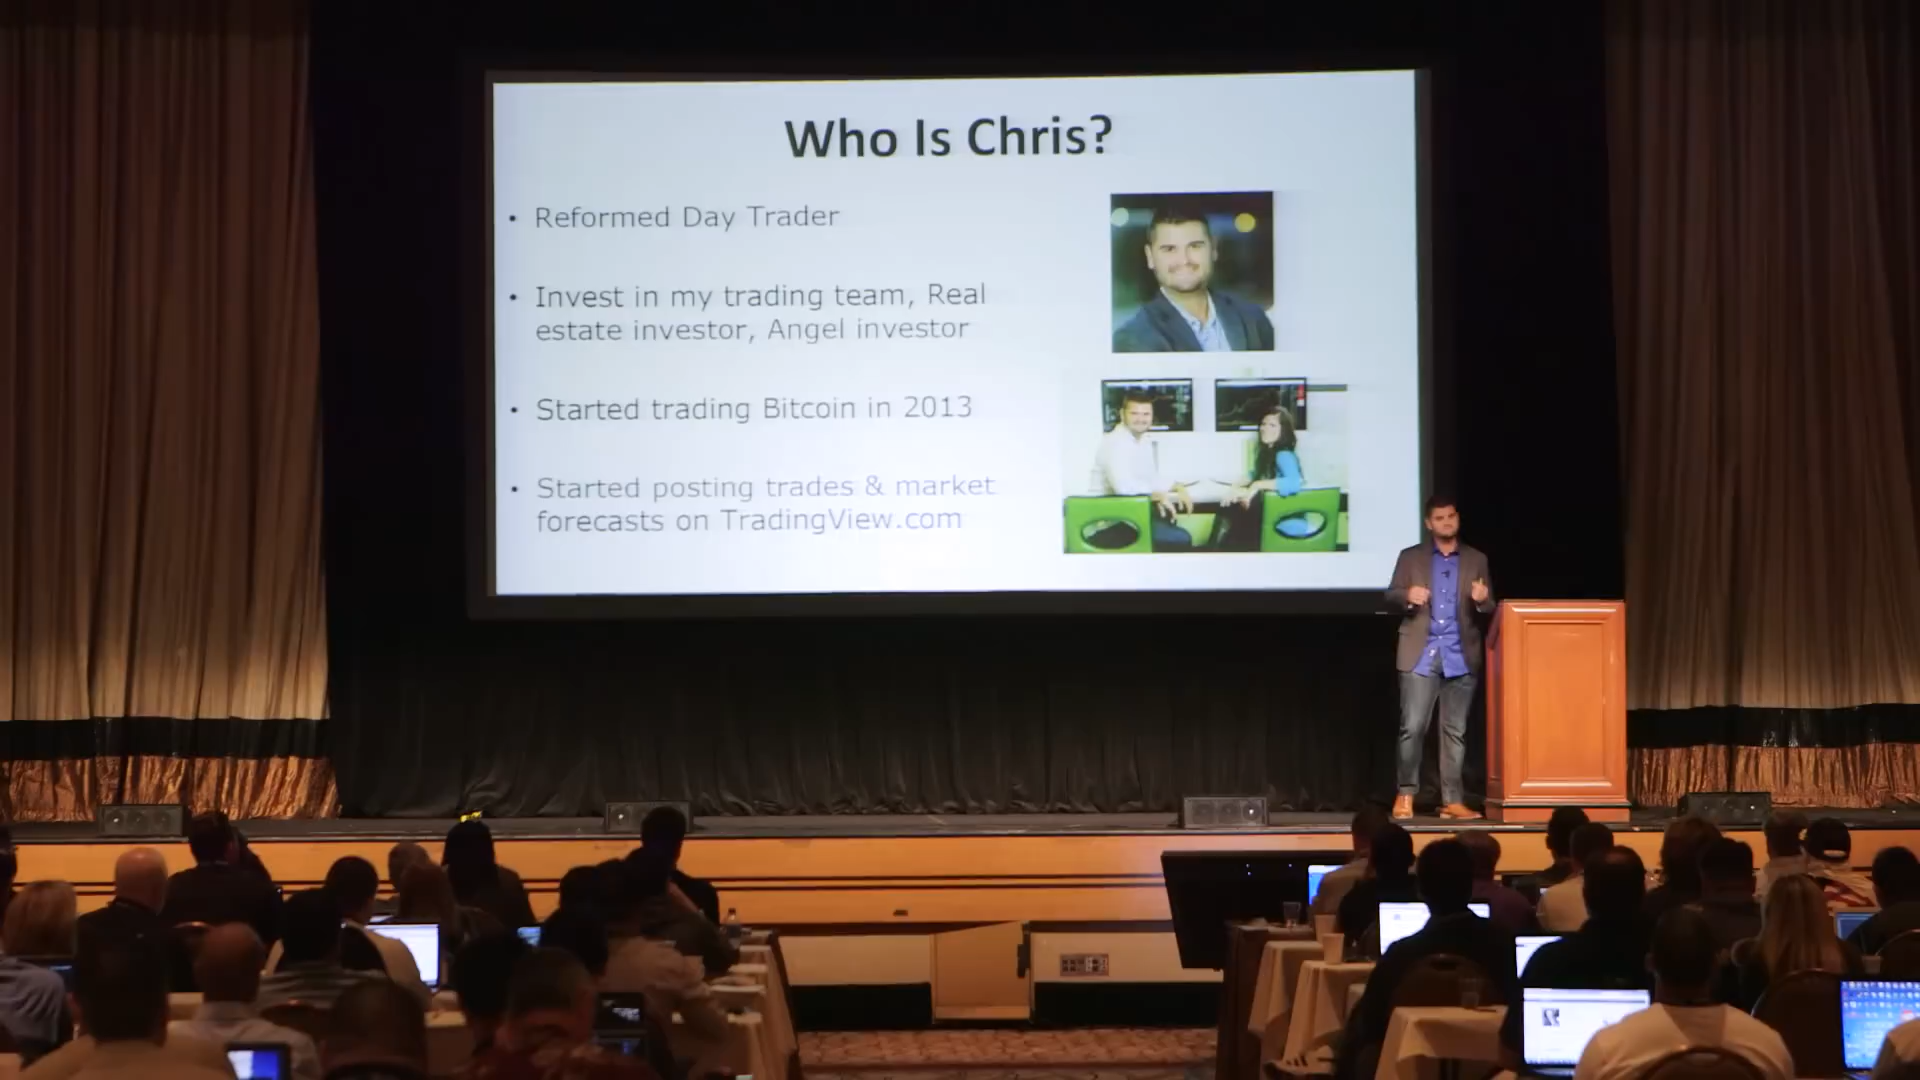 Who Is Chris?
• Reformed Day Trader
• Invest in my trading team, Real
estate investor, Angel investor
• Started trading Bitcoin in 2013
• Started posting trades & market
forecasts on TradingView.com